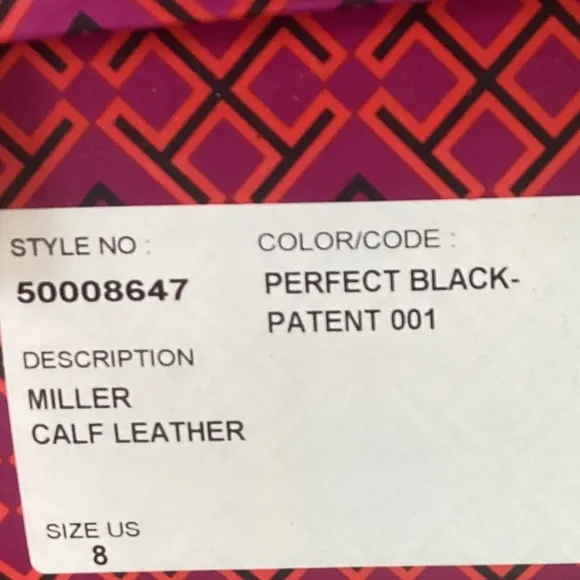 STYLE NO :
50008647
COLOR/CODE :
PERFECT BLACK-
PATENT 001
DESCRIPTION
MILLER
CALF LEATHER
SIZE US
8